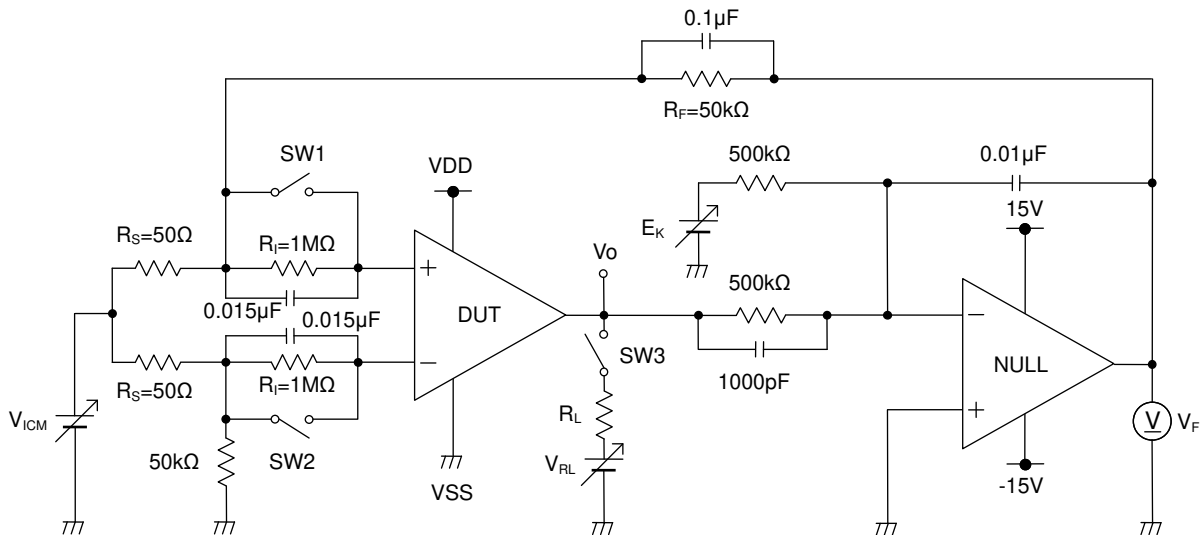 0.1µF
RF=50kΩ
SW1
VDD
500kΩ
0.01µF
15V
EK
RS=50Ω
RI=1MΩ
Vo
0.015µF
0.015µF
500kΩ
DUT
SW3
NULL
RS=50Ω
RI=1MΩ
1000pF
VICM
RL
V
VF
50kΩ
SW2
VRL
VSS
-15V